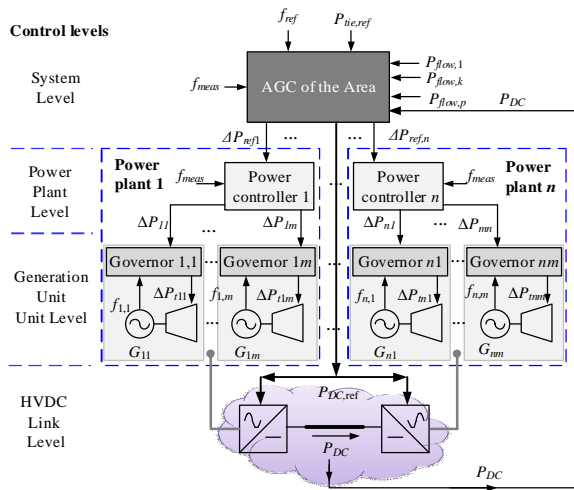 Control levels
f_ref
P_tie,ref
System
Level
f_meas
AGC of the Area
P_flow,1
P_flow,k
P_flow,p
P_DC
ΔP_ref1
...
ΔP_ref,n
Power
Plant
Level
Power
plant 1
f_meas
Power
controller 1
...
Power
controller n
f_meas
Power
plant n
ΔP_11
...
ΔP_1m
ΔP_n1
...
ΔP_mn
Generation
Unit
Unit Level
Governor 1,1
Governor 1m
Governor n1
Governor nm
f_1,1
ΔP_t11
f_1,m
ΔP_t1m
f_n,1
ΔP_tn1
f_n,m
ΔP_tnm
...
...
...
G_11
G_1m
...
G_n1
G_nm
HVDC
Link
Level
P_DC,ref
P_DC
P_DC